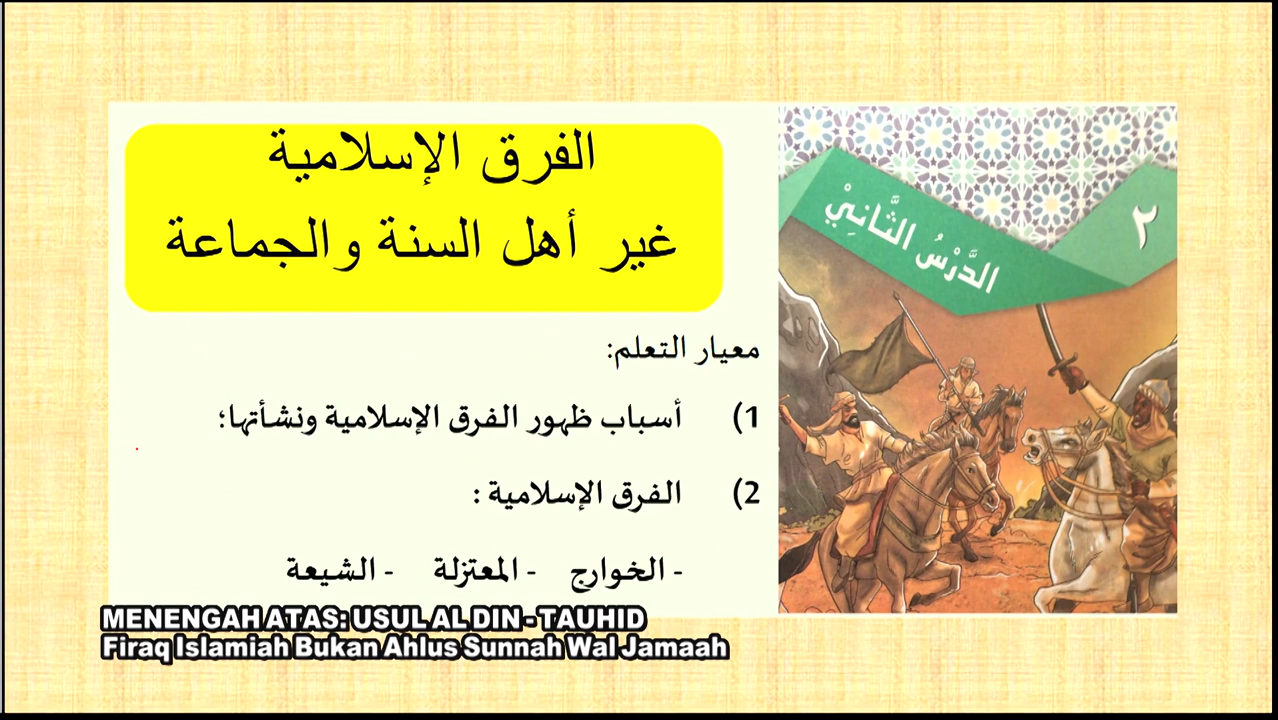 الفرق الإسلامية
غير أهل السنة والجماعة
٢
الدَّرْسُ الثَّانِيْ
معيار التعلم:
1) أسباب ظهور الفرق الإسلامية ونشأتها؛
2) الفرق الإسلامية :
- الخوارج - المعتزلة - الشيعة
MENENGAH ATAS: USUL AL DIN - TAUHID
Firaq Islamiah Bukan Ahlus Sunnah Wal Jamaah